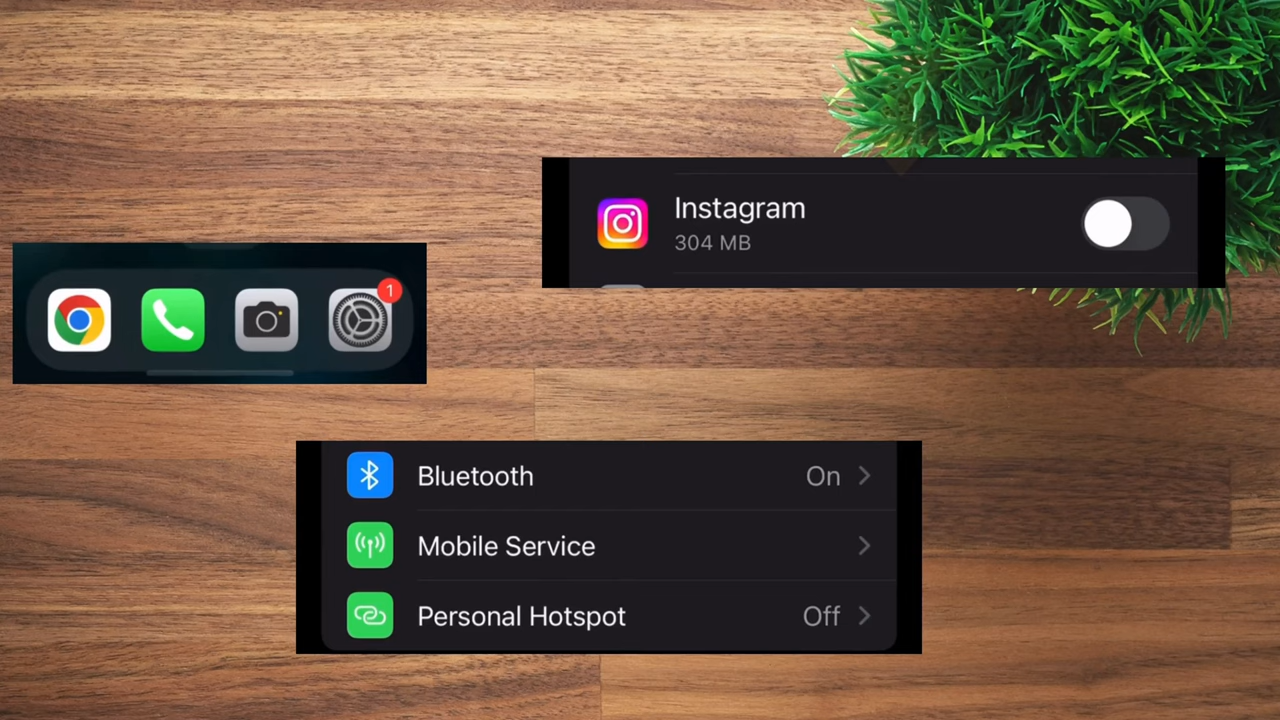 Instagram
304 MB
1
Bluetooth On
Mobile Service
Personal Hotspot Off